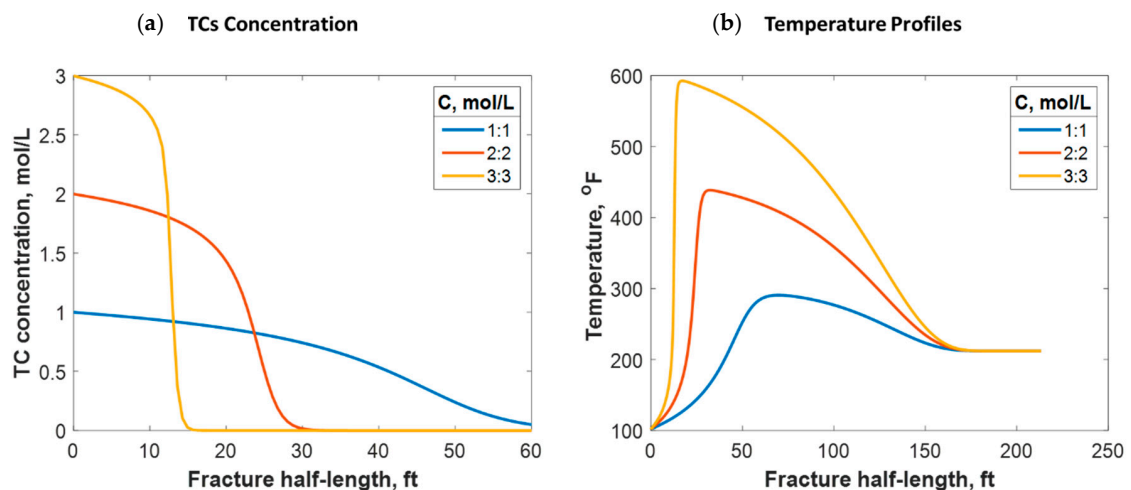 (a) TCs Concentration
3
2.5
2
1.5
1
0.5
0
TC concentration, mol/L
C, mol/L
1:1
2:2
3:3
0 10 20 30 40 50 60
Fracture half-length, ft
(b) Temperature Profiles
600
500
400
300
200
100
Temperature, °F
C, mol/L
1:1
2:2
3:3
0 50 100 150 200 250
Fracture half-length, ft